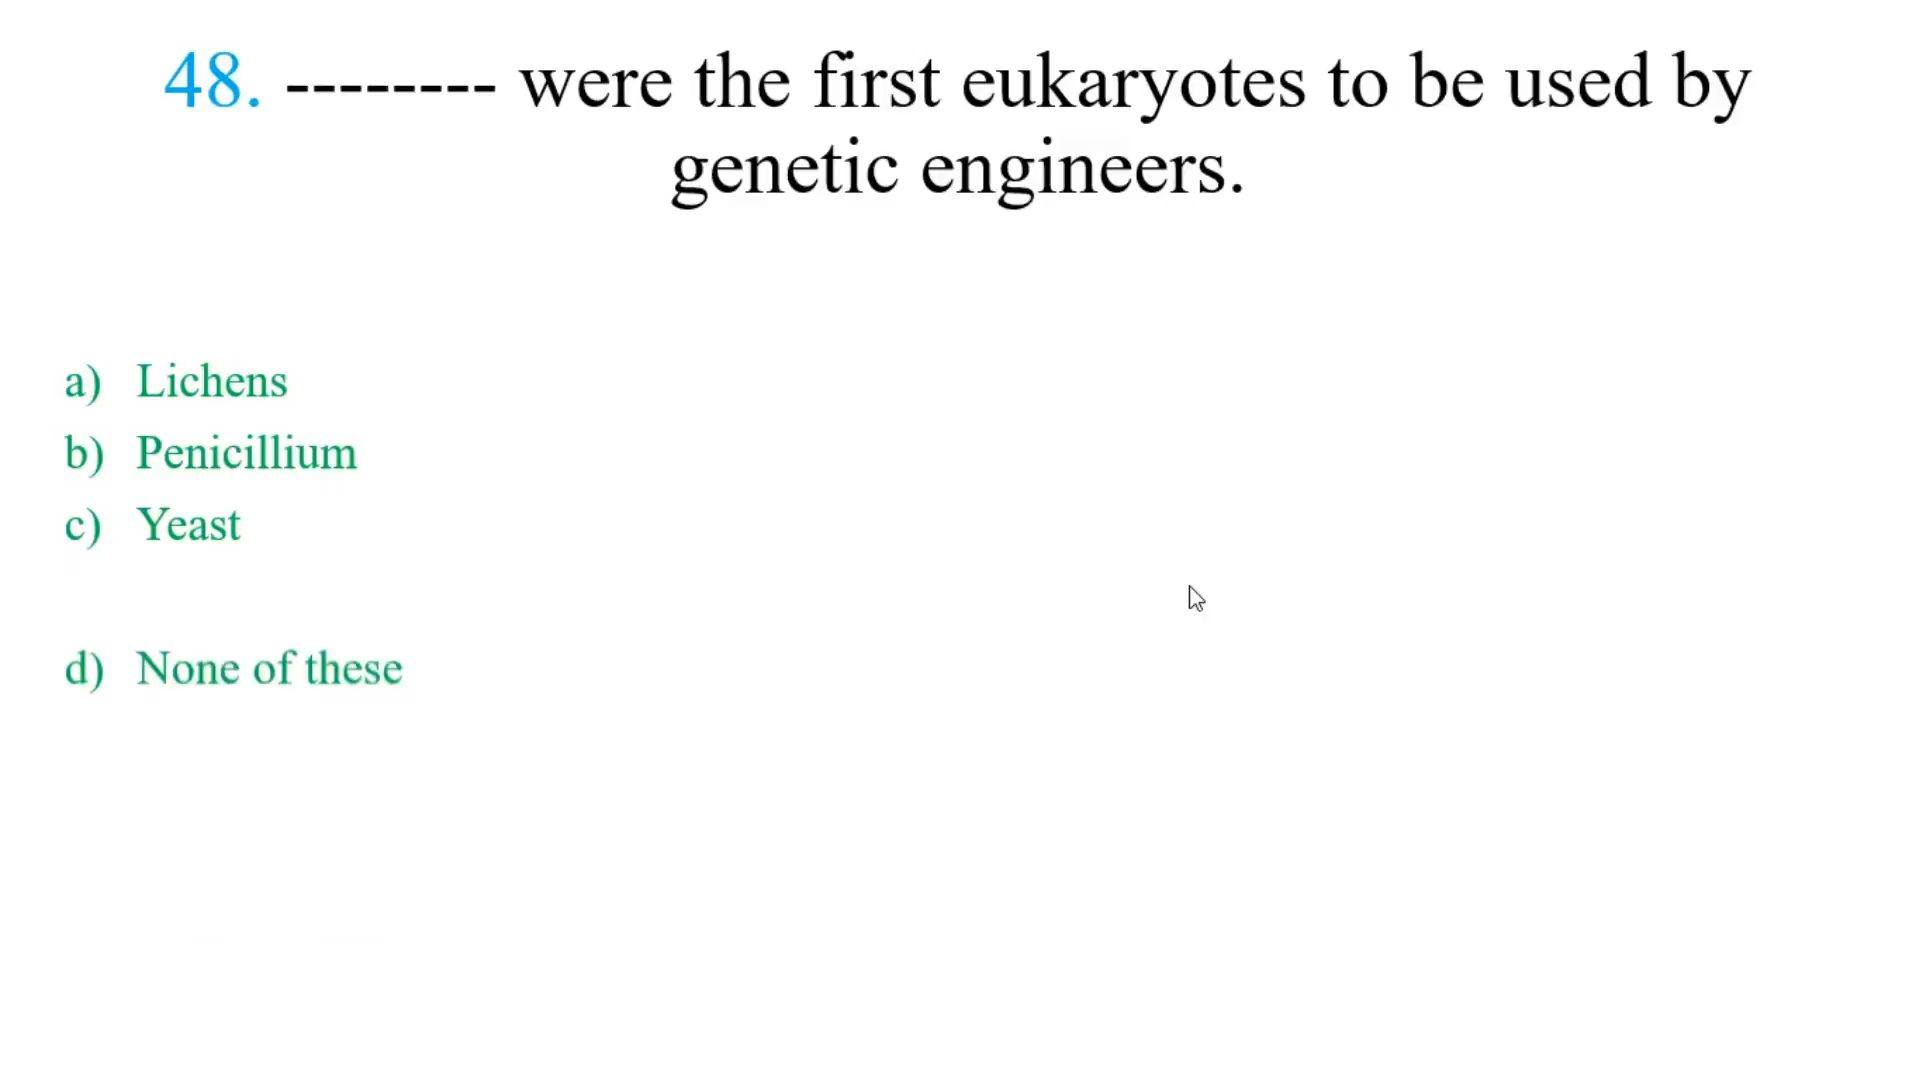 48. -------- were the first eukaryotes to be used by
genetic engineers.
a) Lichens
b) Penicillium
c) Yeast
d) None of these